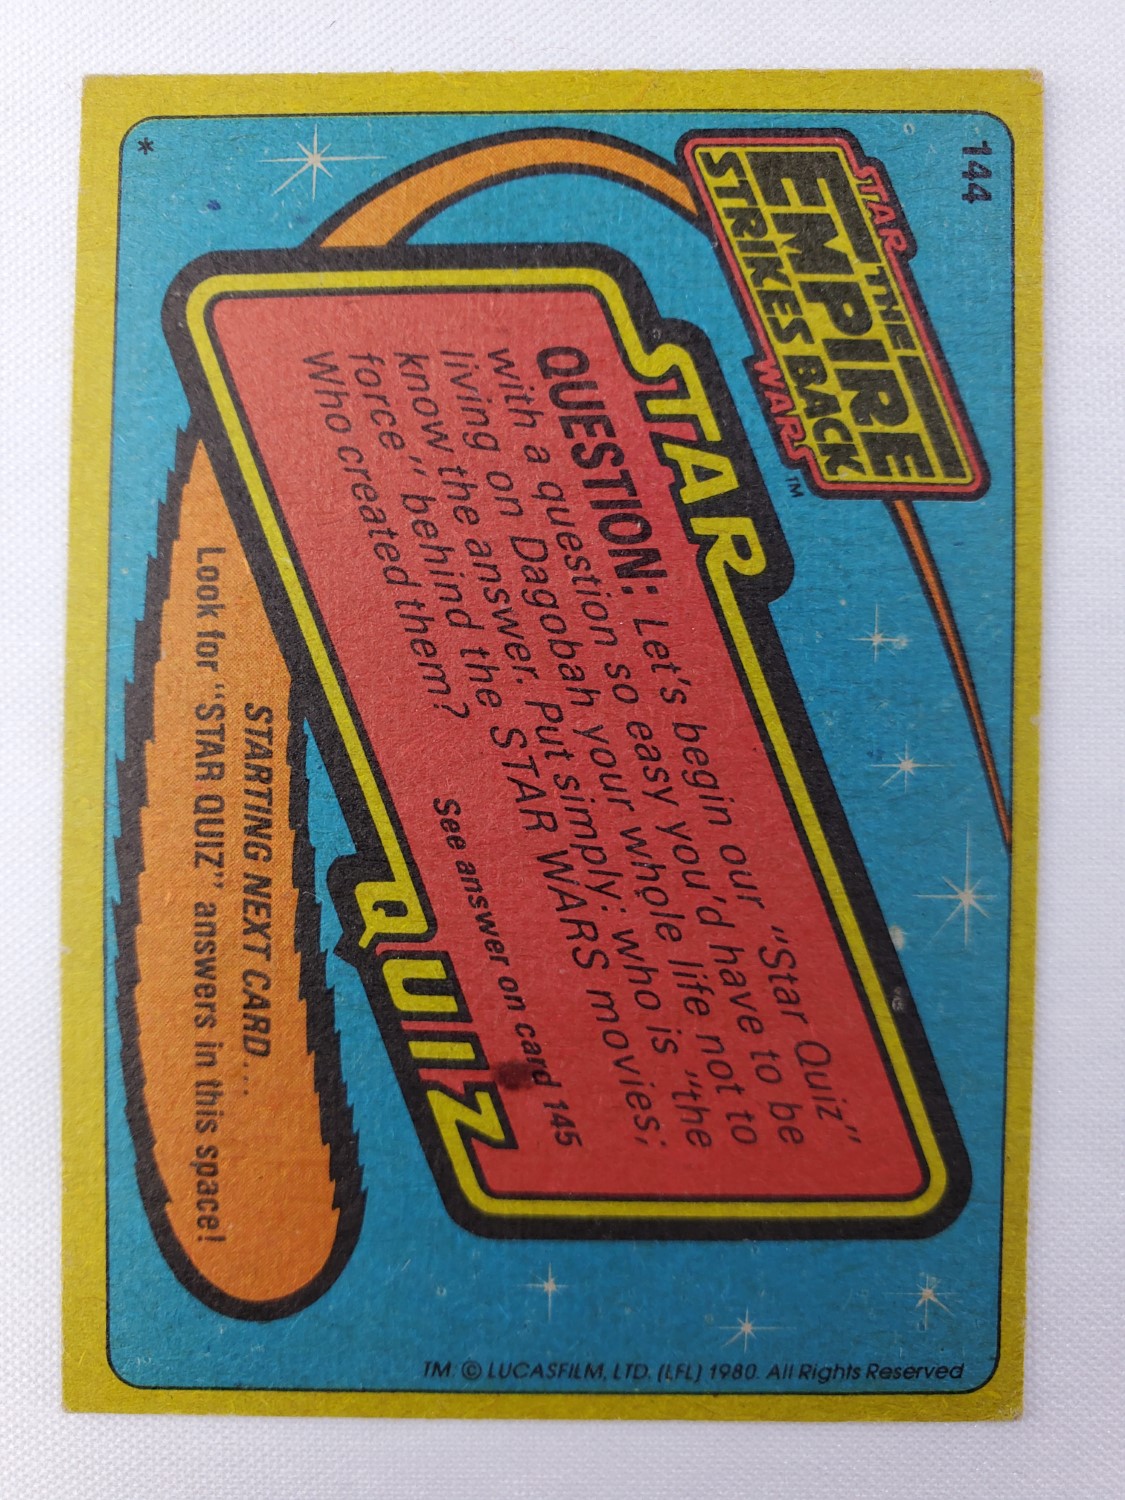 144
STAR WARS
THE
EMPIRE
STRIKES BACK
TM
STAR
QUESTION: Let's begin our "Star Quiz"
with a question so easy you'd have to be
living on Dagobah your whole life not to
know the answer. Put simply: who is "the
force" behind the STAR WARS movies;
Who created them?
See answer on card 145
QUIZ
STARTING NEXT CARD...
Look for "STAR QUIZ" answers in this space!
*
TM: © LUCASFILM, LTD. (LFL) 1980. All Rights Reserved